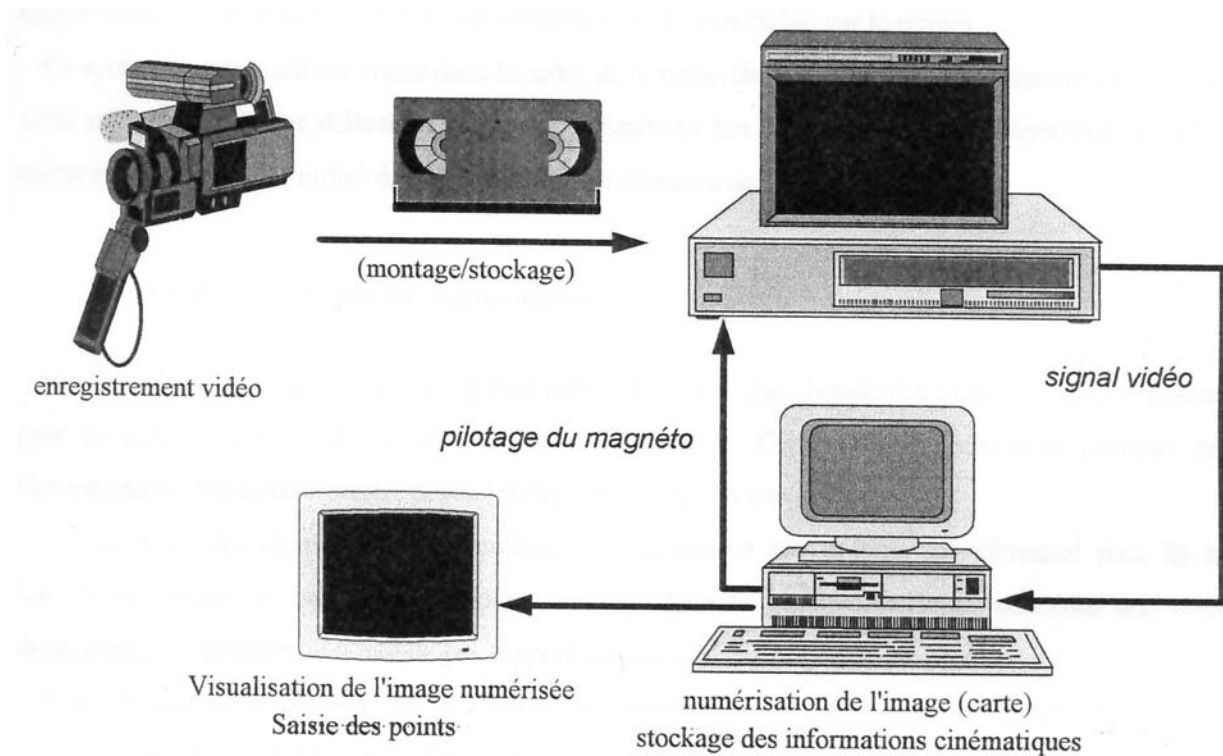 (montage/stockage)
enregistrement vidéo
signal vidéo
pilotage du magnéto
Visualisation de l'image numérisée
Saisie des points
numérisation de l'image (carte)
stockage des informations cinématiques